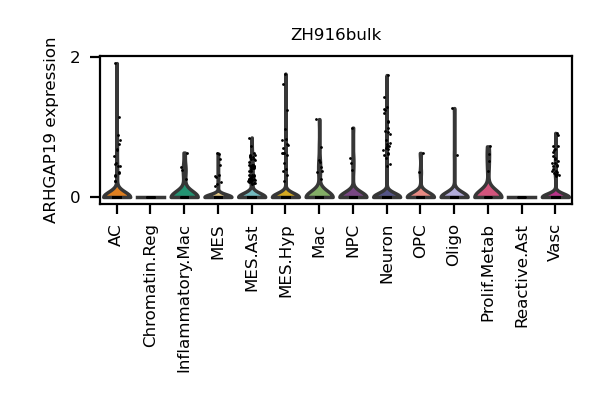 ZH916bulk
ARHGAP19 expression
2
0
AC
Chromatin.Reg
Inflammatory.Mac
MES
MES.Ast
MES.Hyp
Mac
NPC
Neuron
OPC
Oligo
Prolif.Metab
Reactive.Ast
Vasc